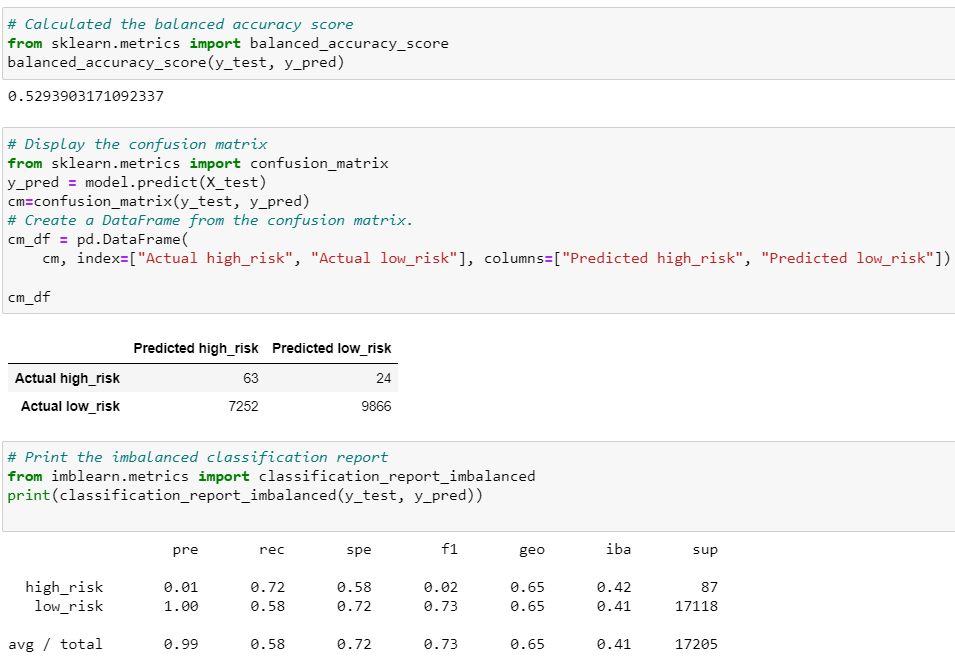 # Calculated the balanced accuracy score
from sklearn.metrics import balanced_accuracy_score
balanced_accuracy_score(y_test, y_pred)
0.5293903171092337
# Display the confusion matrix
from sklearn.metrics import confusion_matrix
y_pred = model.predict(X_test)
cm=confusion_matrix(y_test, y_pred)
# Create a DataFrame from the confusion matrix.
cm_df = pd.DataFrame(
    cm, index=["Actual high_risk", "Actual low_risk"], columns=["Predicted high_risk", "Predicted low_risk"])
cm_df
Predicted high_risk Predicted low_risk
Actual high_risk 63 24
Actual low_risk 7252 9866
# Print the imbalanced classification report
from imblearn.metrics import classification_report_imbalanced
print(classification_report_imbalanced(y_test, y_pred))
pre rec spe f1 geo iba sup
high_risk 0.01 0.72 0.58 0.02 0.65 0.42 87
low_risk 1.00 0.58 0.72 0.73 0.65 0.41 17118
avg / total 0.99 0.58 0.72 0.73 0.65 0.41 17205